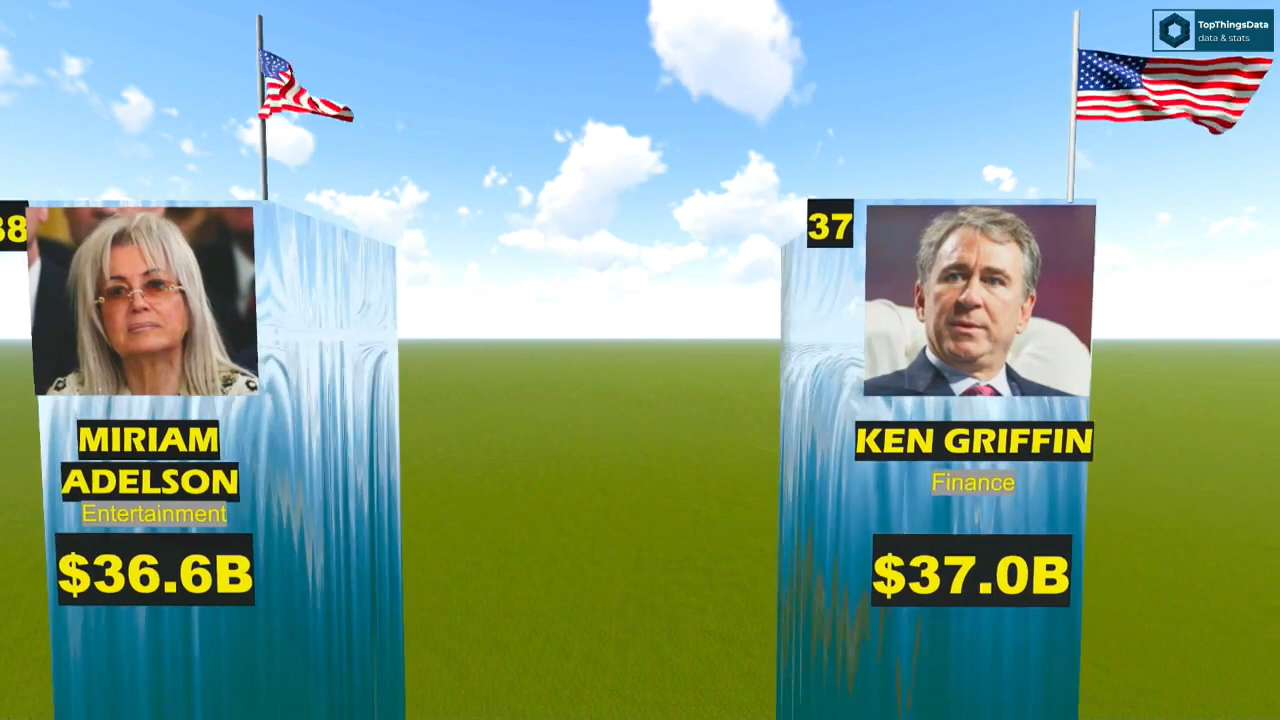 TopThingsData
data & stats
38
MIRIAM
ADELSON
Entertainment
$36.6B
37
KEN GRIFFIN
Finance
$37.0B